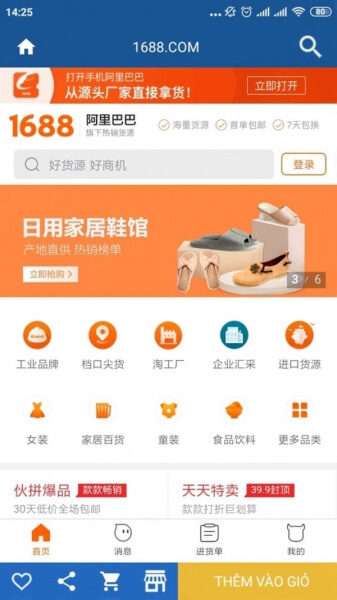 14:25
80
1688.COM
打开手机阿里巴巴
从源头厂家直接拿货!
立即打开
1688
阿里巴巴
旗下热销货源
海量货源
首单包邮
7天包换
好货源 好商机
登录
日用家居鞋馆
产地直供 热销榜单
立即抢购 >
3 / 6
工业品牌
档口尖货
淘工厂
企业汇采
进口货源
女装
家居百货
童装
食品饮料
更多品类
伙拼爆品
款款畅销
30天低价全场包邮
天天特卖
39.9封顶
款款打折巨划算
首页
消息
进货单
我的
THÊM VÀO GIỎ